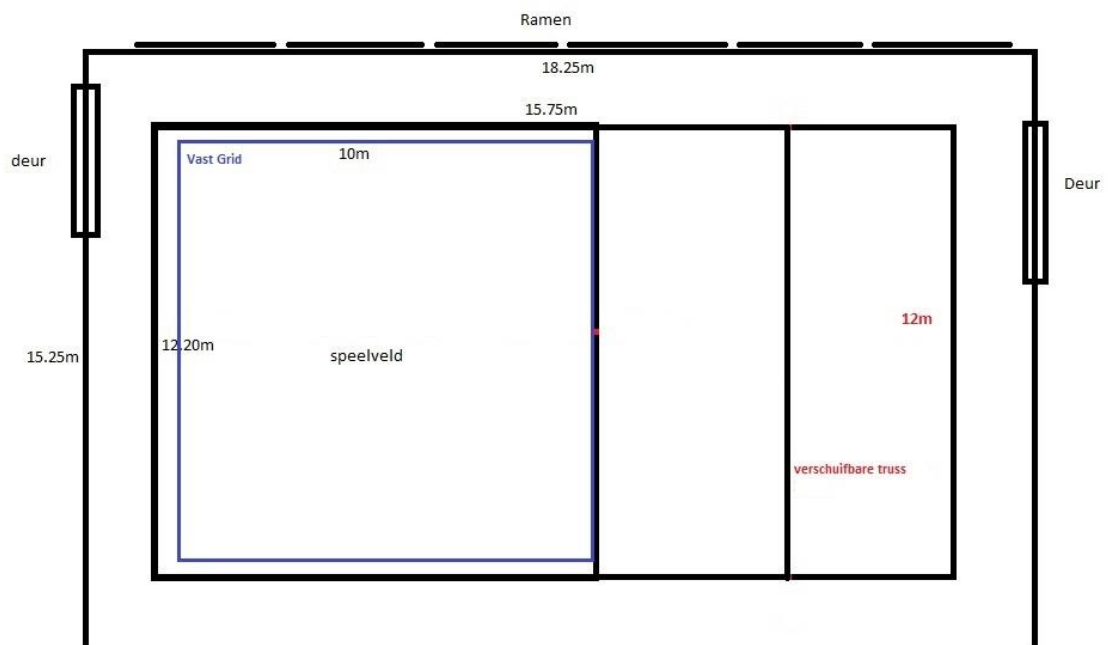 Ramen
18.25m
15.75m
Vast Grid
10m
deur
Deur
12m
12.20m
speelveld
15.25m
verschuifbare truss